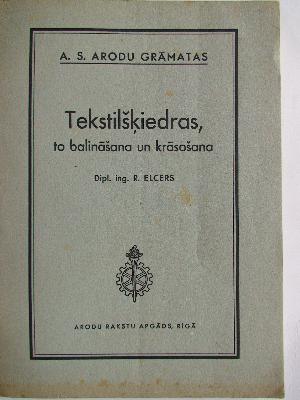 A. S. ARODU GRĀMATAS
Tekstilšķiedras,
to balināšana un krāsošana
Dipl. ing. R. ELCERS
ARODU RAKSTU APGĀDS, RĪGĀ